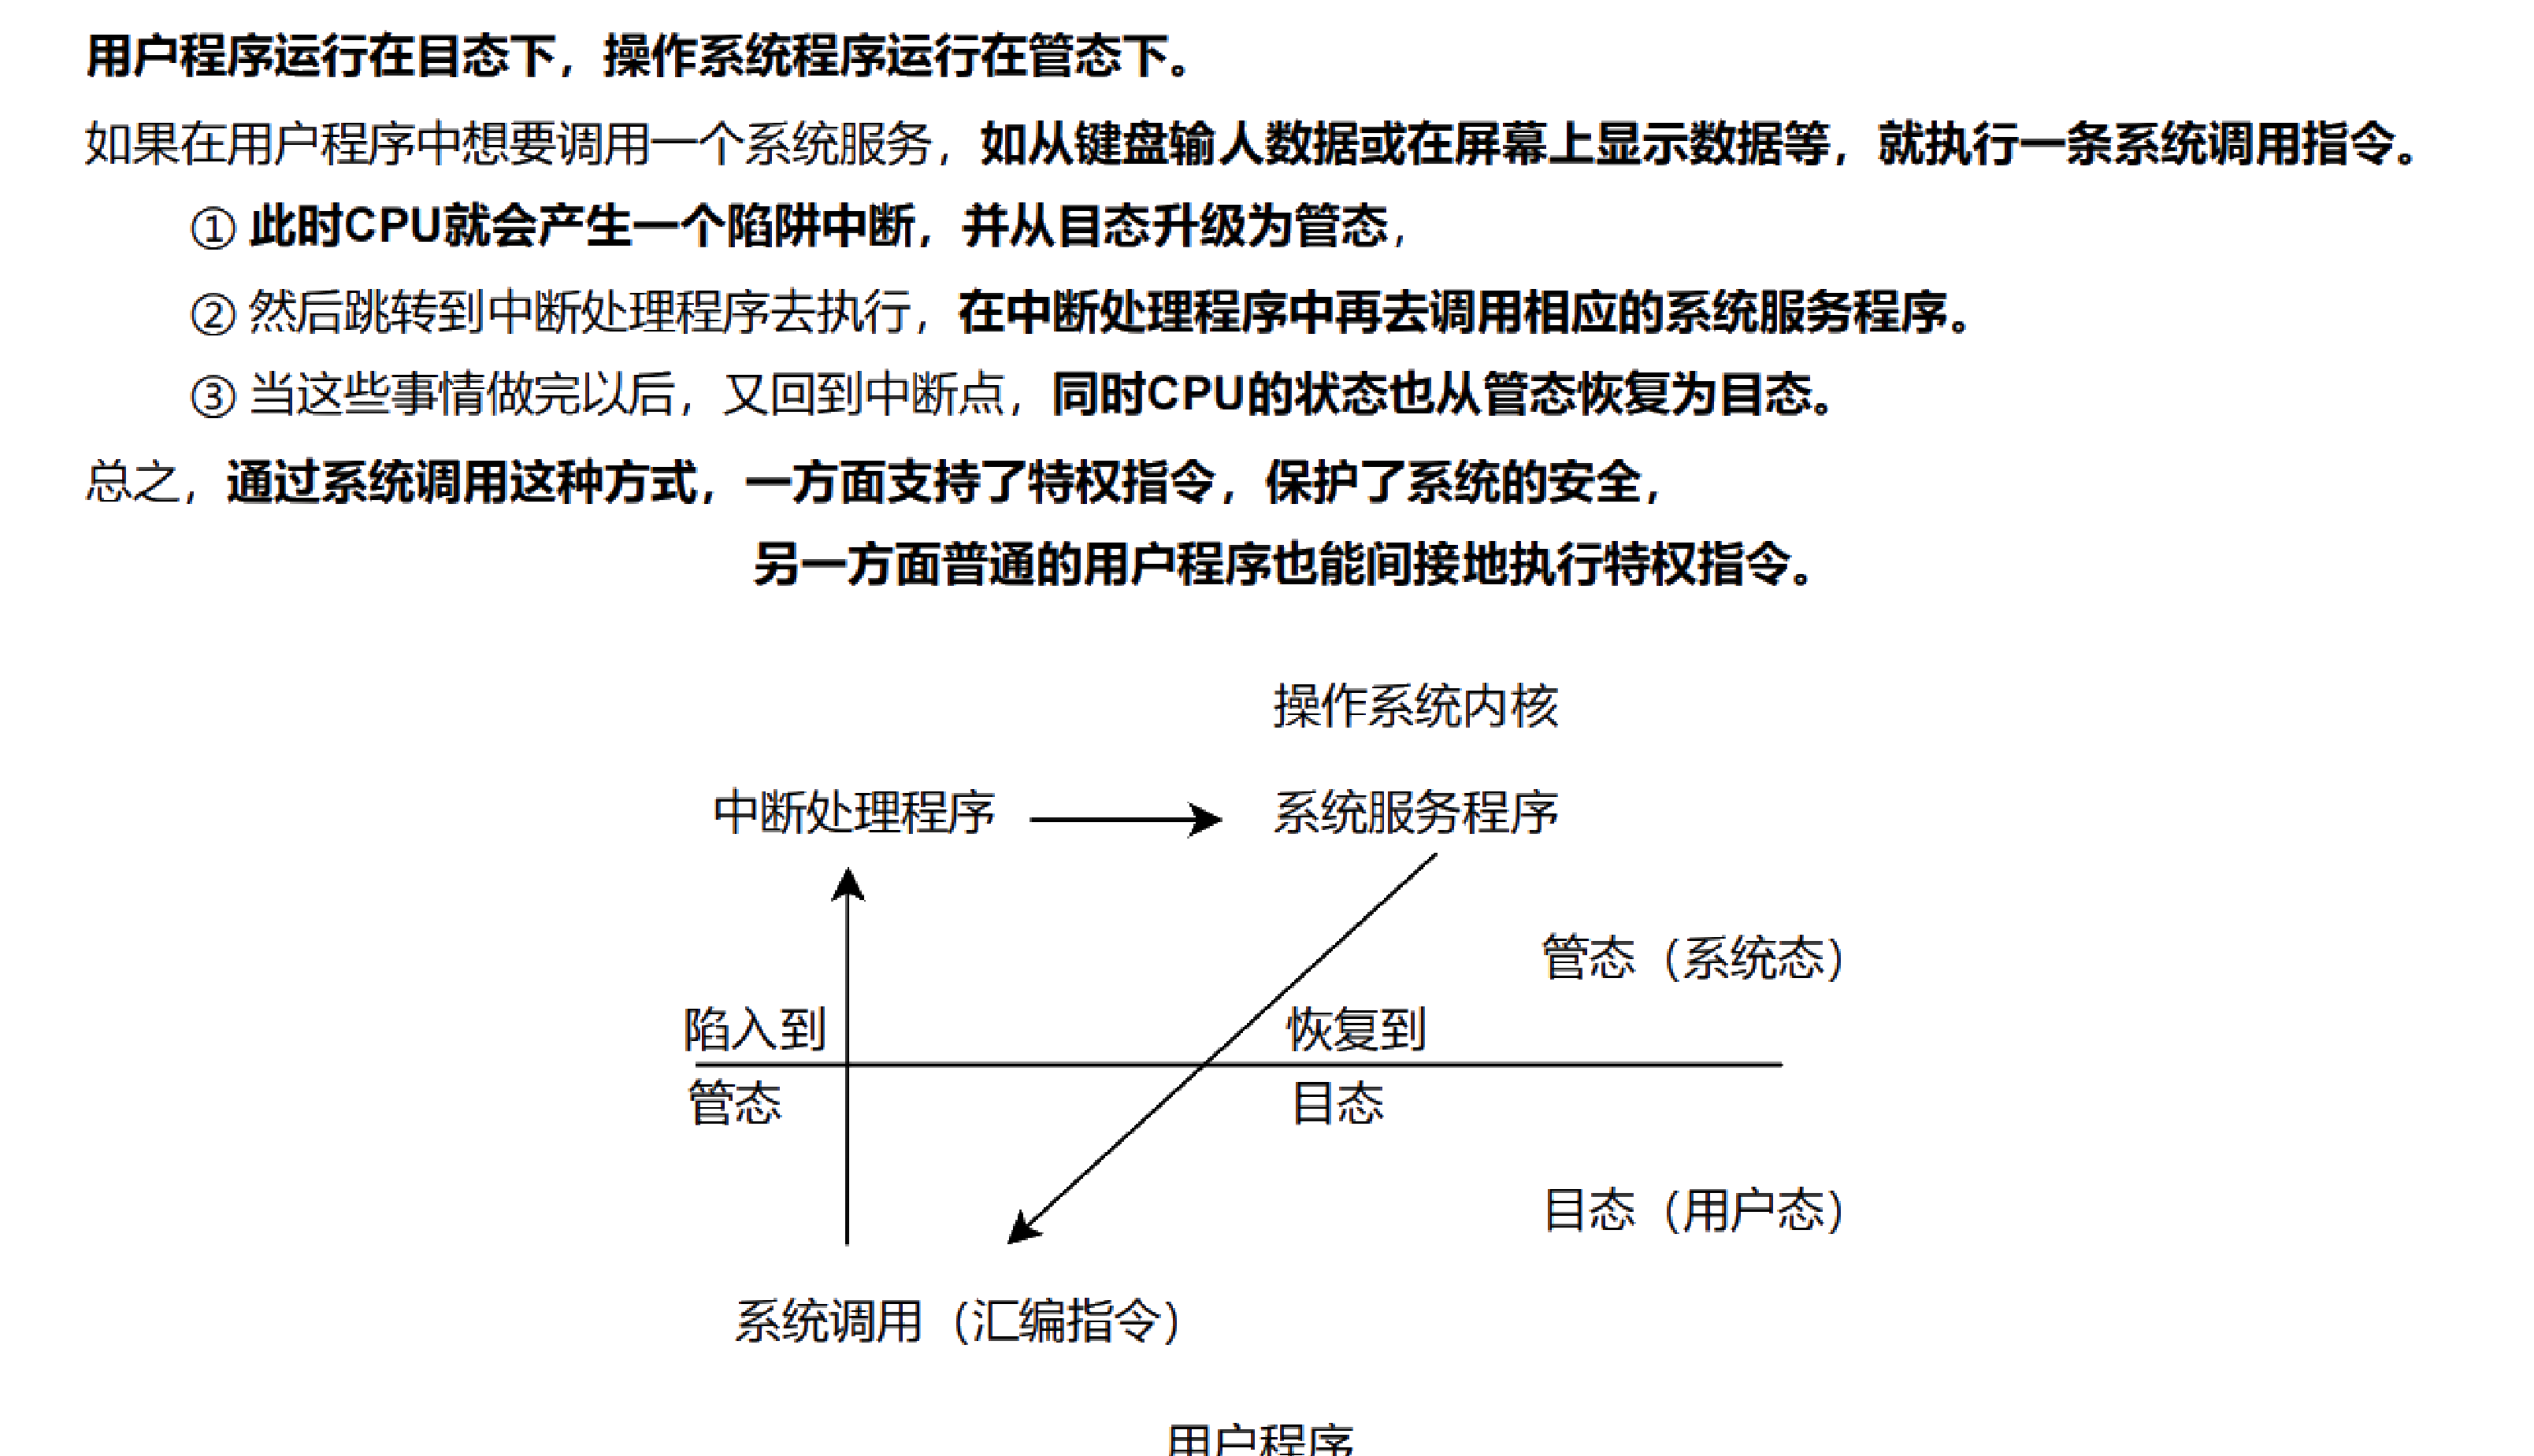 用户程序运行在目态下，操作系统程序运行在管态下。
如果在用户程序中想要调用一个系统服务，如从键盘输人数据或在屏幕上显示数据等，就执行一条系统调用指令。
① 此时CPU就会产生一个陷阱中断，并从目态升级为管态，
② 然后跳转到中断处理程序去执行，在中断处理程序中再去调用相应的系统服务程序。
③ 当这些事情做完以后，又回到中断点，同时CPU的状态也从管态恢复为目态。
总之，通过系统调用这种方式，一方面支持了特权指令，保护了系统的安全，
另一方面普通的用户程序也能间接地执行特权指令。
操作系统内核
中断处理程序 系统服务程序
管态（系统态）
陷入到 恢复到
管态 目态
目态（用户态）
系统调用（汇编指令）
用户程序